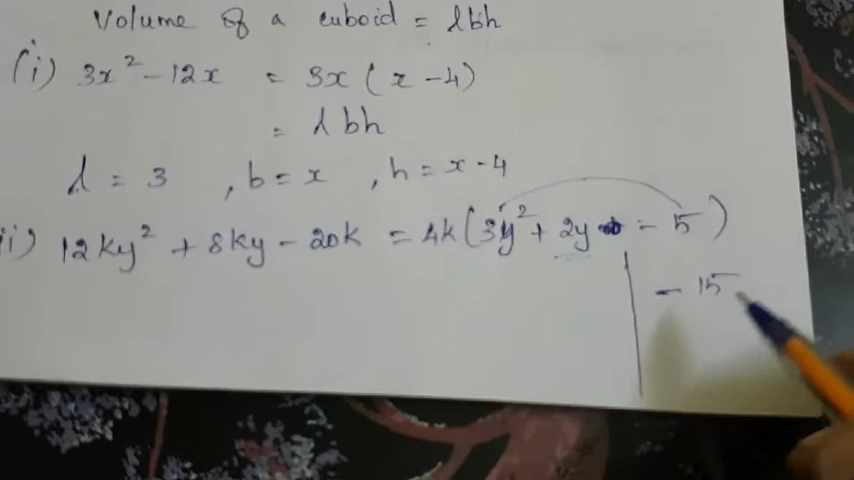 Volume of a cuboid = lbh
(i) 3x² - 12x = 3x(x - 4)
= lbh
l = 3 , b = x , h = x - 4
ii) 12ky² + 8ky - 20k = 4k(3y² + 2y - 5)
- 15